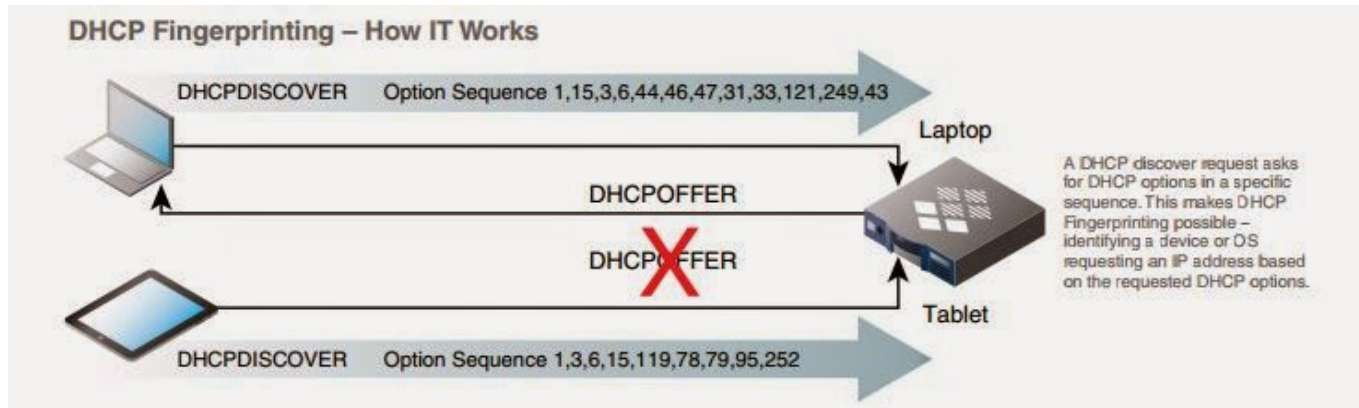 DHCP Fingerprinting – How IT Works
DHCPDISCOVER Option Sequence 1,15,3,6,44,46,47,31,33,121,249,43
Laptop
DHCPOFFER
DHCPOFFER
Tablet
DHCPDISCOVER Option Sequence 1,3,6,15,119,78,79,95,252
A DHCP discover request asks
for DHCP options in a specific
sequence. This makes DHCP
Fingerprinting possible –
identifying a device or OS
requesting an IP address based
on the requested DHCP options.